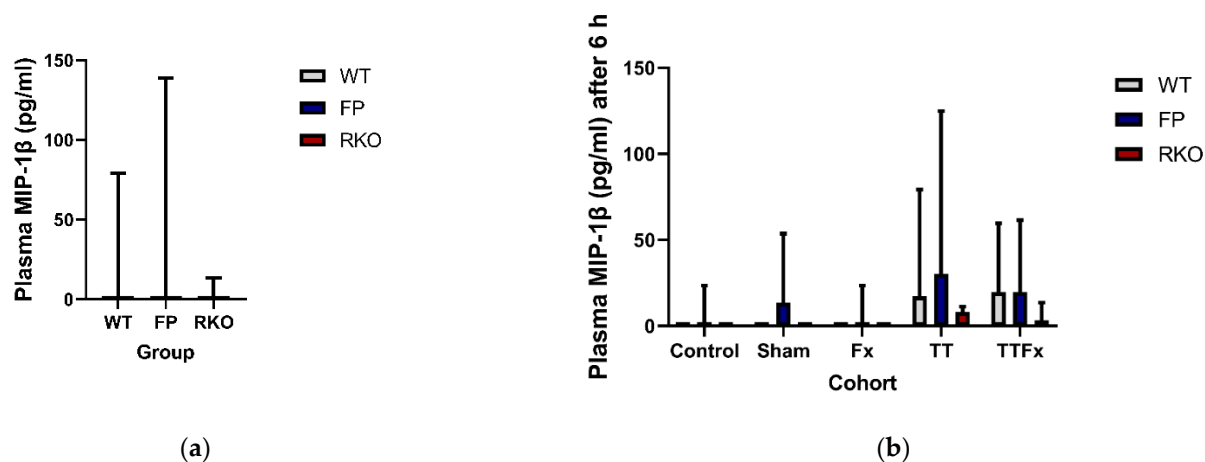 Plasma MIP-1β (pg/ml)
150
100
50
0
WT FP RKO
Group
WT
FP
RKO
(a)
Plasma MIP-1β (pg/ml) after 6 h
150
100
50
0
Control Sham Fx TT TTFx
Cohort
WT
FP
RKO
(b)